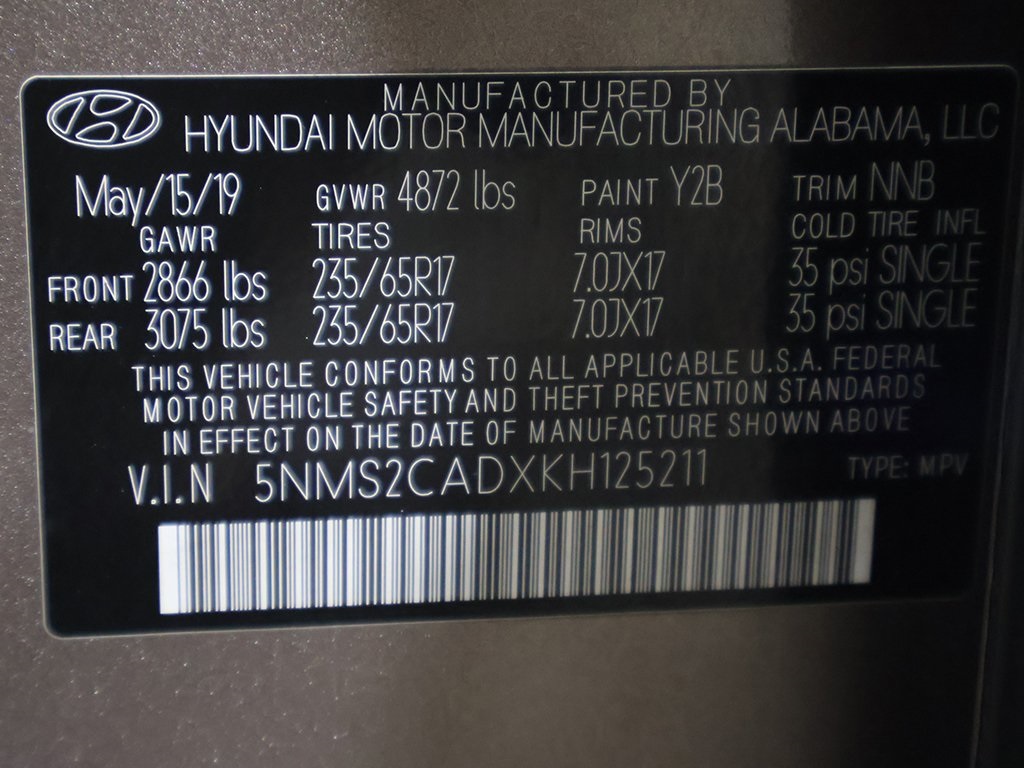 MANUFACTURED BY
HYUNDAI MOTOR MANUFACTURING ALABAMA, LLC
May/15/19 GVWR 4872 lbs PAINT Y2B TRIM NNB
GAWR TIRES RIMS COLD TIRE INFL
FRONT 2866 lbs 235/65R17 7.0JX17 35 psi SINGLE
REAR 3075 lbs 235/65R17 7.0JX17 35 psi SINGLE
THIS VEHICLE CONFORMS TO ALL APPLICABLE U.S.A. FEDERAL
MOTOR VEHICLE SAFETY AND THEFT PREVENTION STANDARDS
IN EFFECT ON THE DATE OF MANUFACTURE SHOWN ABOVE
V.I.N 5NMS2CADXKH125211 TYPE: MPV